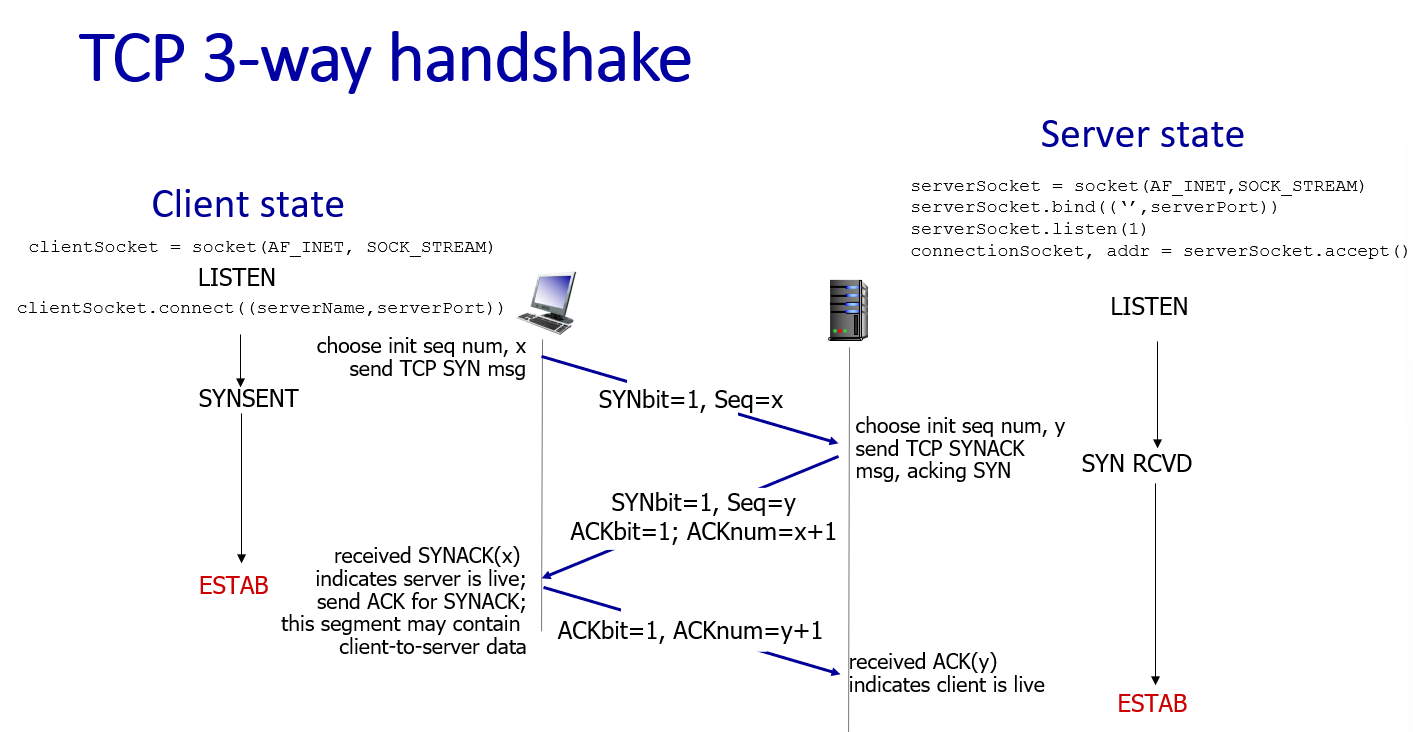 TCP 3-way handshake
Server state
serverSocket = socket(AF_INET,SOCK_STREAM)
serverSocket.bind((‘’,serverPort))
serverSocket.listen(1)
connectionSocket, addr = serverSocket.accept()
Client state
clientSocket = socket(AF_INET, SOCK_STREAM)
LISTEN
clientSocket.connect((serverName,serverPort))
LISTEN
choose init seq num, x
send TCP SYN msg
SYNSENT
SYNbit=1, Seq=x
choose init seq num, y
send TCP SYNACK
msg, acking SYN
SYN RCVD
SYNbit=1, Seq=y
ACKbit=1; ACKnum=x+1
received SYNACK(x)
indicates server is live;
send ACK for SYNACK;
this segment may contain
client-to-server data
ESTAB
ACKbit=1, ACKnum=y+1
received ACK(y)
indicates client is live
ESTAB